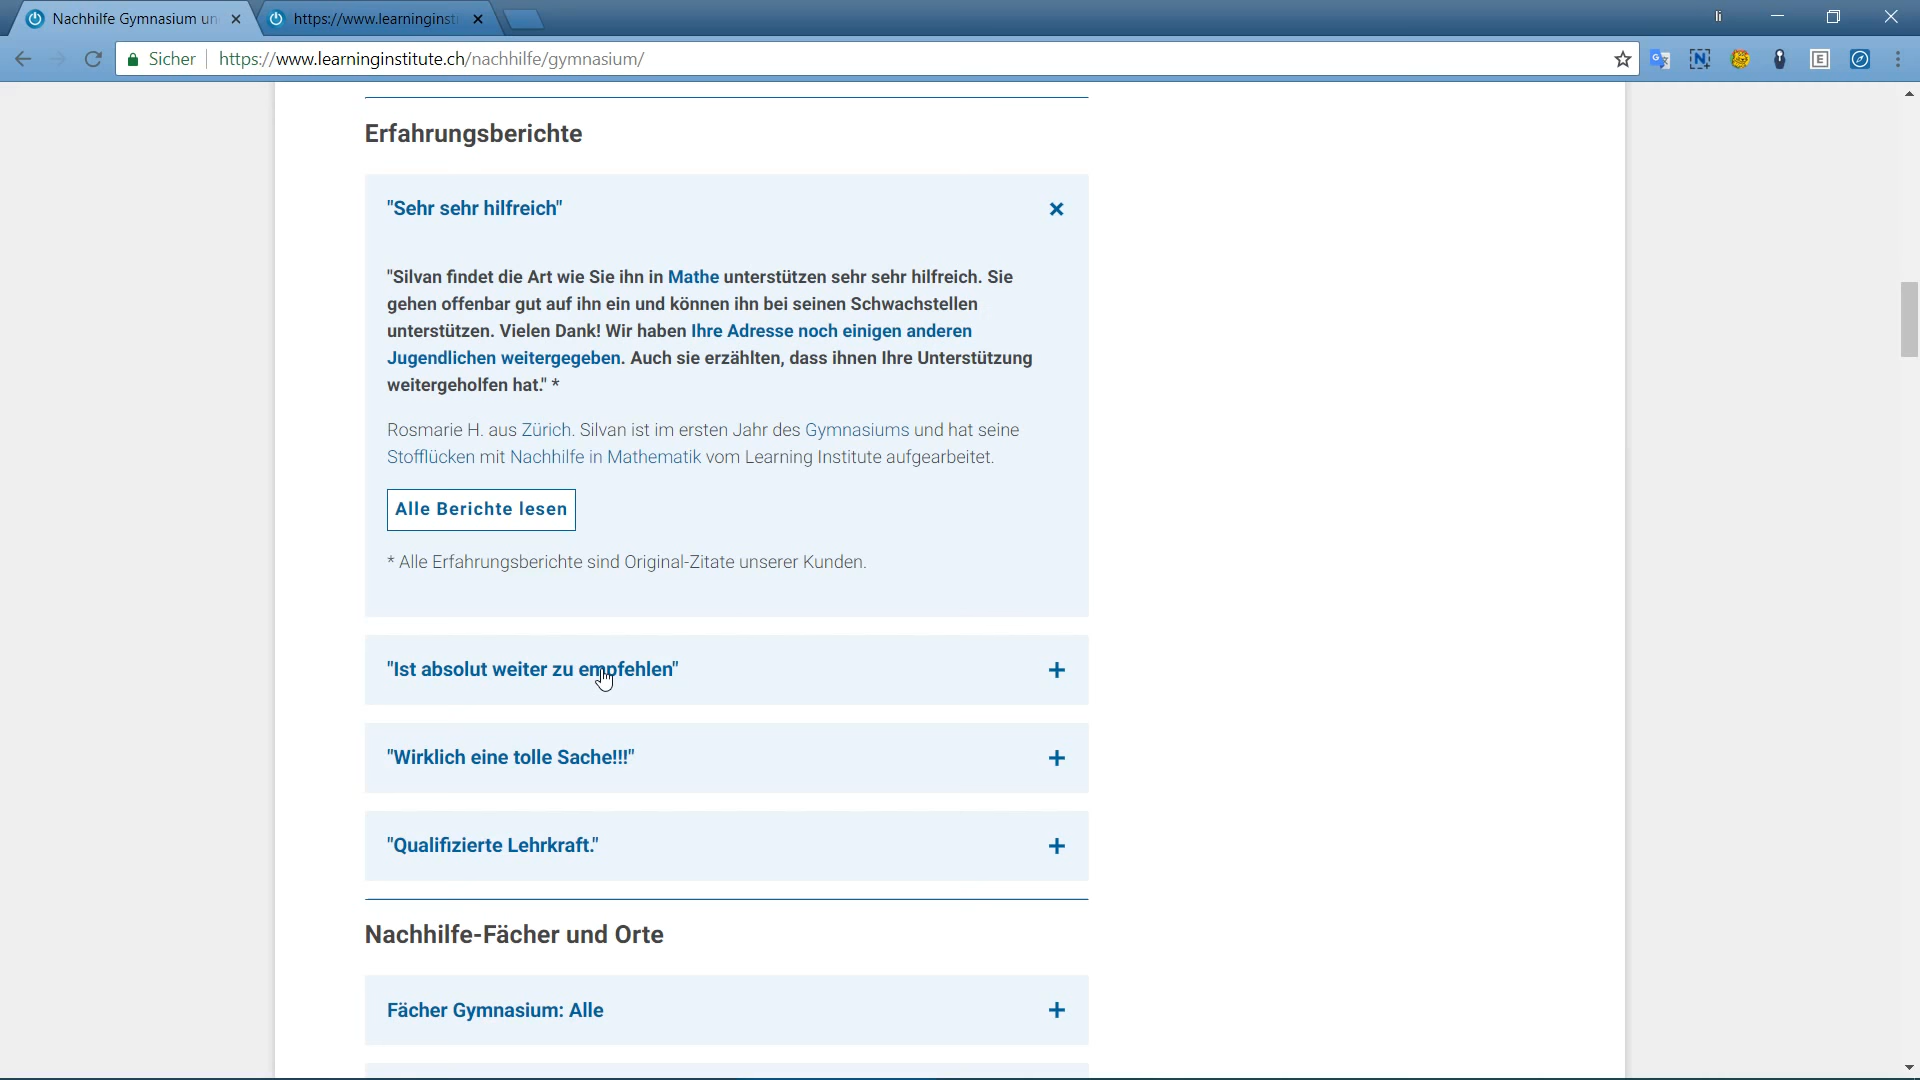 Nachhilfe Gymnasium un
https://www.learninginst
li
Sicher
https://www.learninginstitute.ch/nachhilfe/gymnasium/
Erfahrungsberichte
"Sehr sehr hilfreich"
"Silvan findet die Art wie Sie ihn in Mathe unterstützen sehr sehr hilfreich. Sie
gehen offenbar gut auf ihn ein und können ihn bei seinen Schwachstellen
unterstützen. Vielen Dank! Wir haben Ihre Adresse noch einigen anderen
Jugendlichen weitergegeben. Auch sie erzählten, dass ihnen Ihre Unterstützung
weitergeholfen hat." *
Rosmarie H. aus Zürich. Silvan ist im ersten Jahr des Gymnasiums und hat seine
Stofflücken mit Nachhilfe in Mathematik vom Learning Institute aufgearbeitet.
Alle Berichte lesen
* Alle Erfahrungsberichte sind Original-Zitate unserer Kunden.
"Ist absolut weiter zu empfehlen"
"Wirklich eine tolle Sache!!!"
"Qualifizierte Lehrkraft."
Nachhilfe-Fächer und Orte
Fächer Gymnasium: Alle